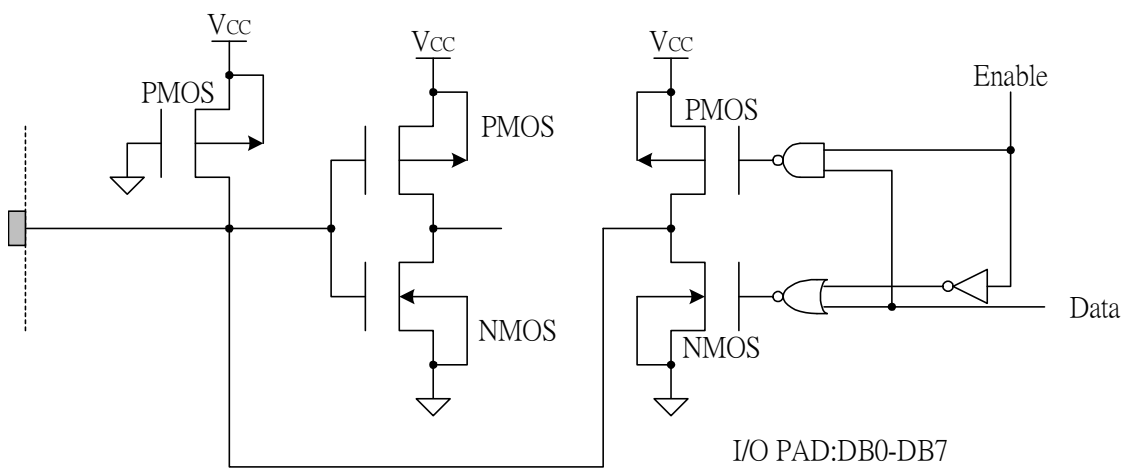 VCC
VCC
VCC
Enable
PMOS
PMOS
PMOS
NMOS
NMOS
Data
I/O PAD:DB0-DB7